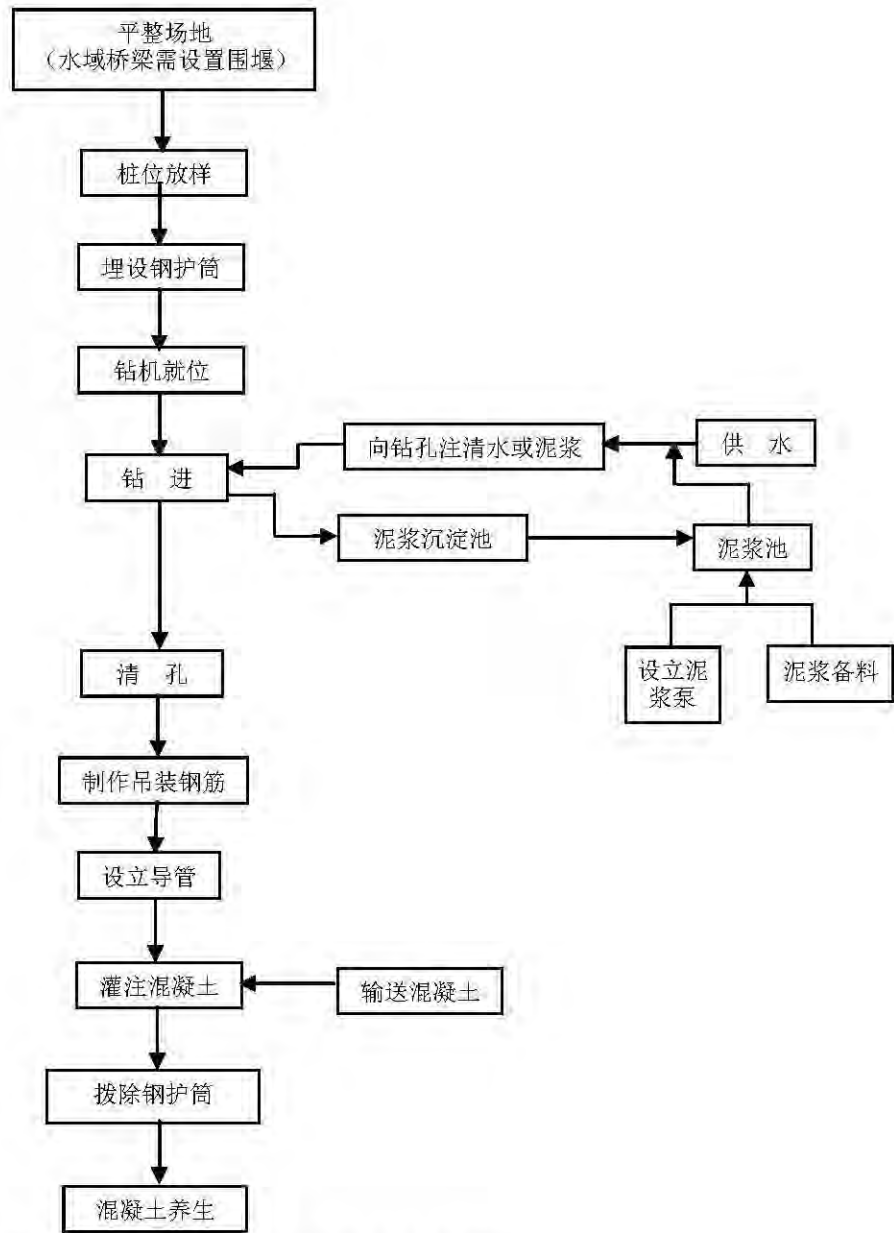 平整场地
（水域桥梁需设置围堰）
桩位放样
埋设钢护筒
钻机就位
向钻孔注清水或泥浆
供 水
钻 进
泥浆沉淀池
泥浆池
清 孔
设立泥
浆泵
泥浆备料
制作吊装钢筋
设立导管
灌注混凝土
输送混凝土
拨除钢护筒
混凝土养生